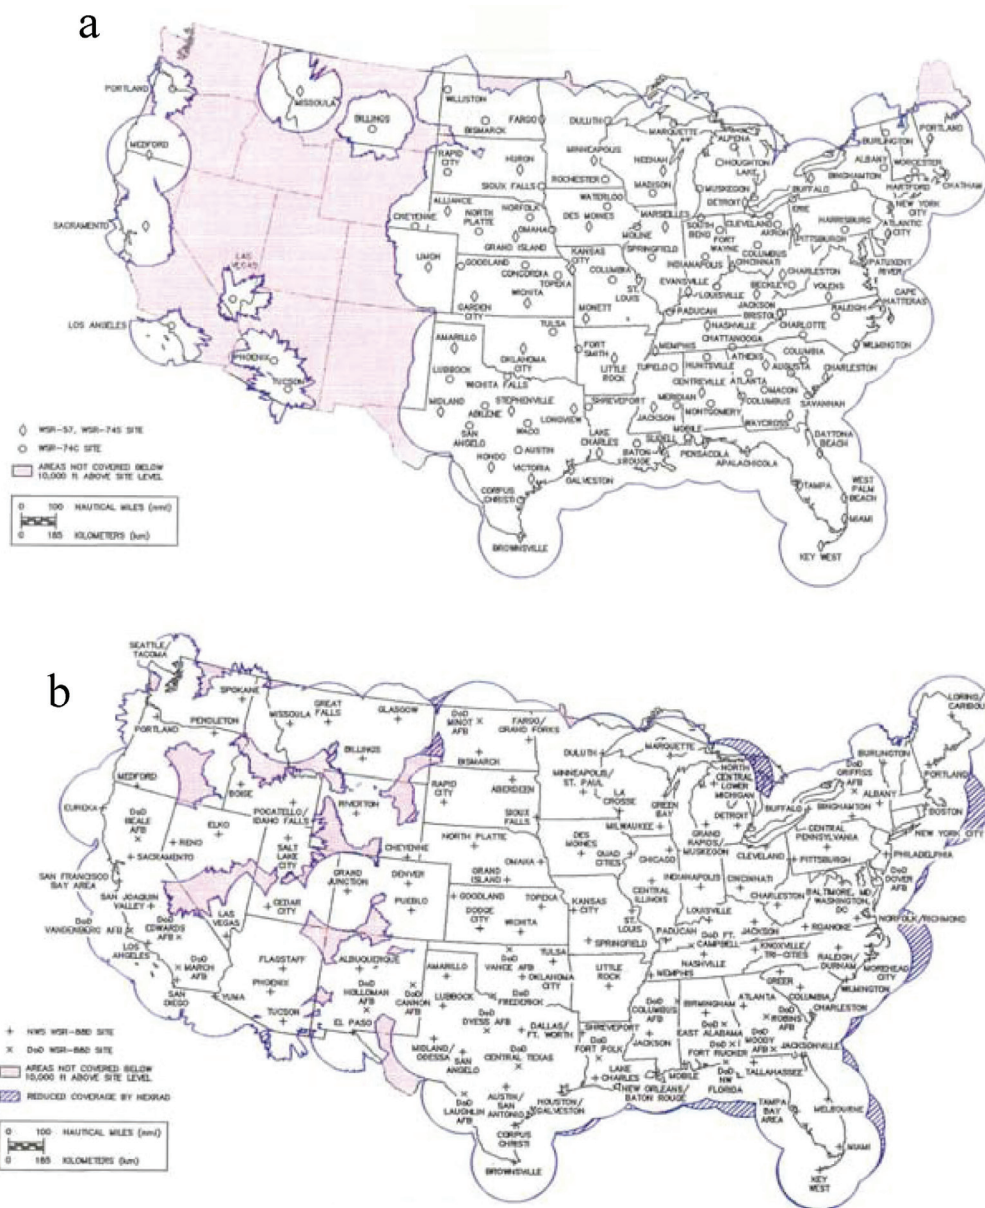 a
PORTLAND
MISSOULA
BILLINGS
MEDFORD
SACRAMENTO
LAS
VEGAS
LOS ANGELES
PHOENIX
TUCSON
WILLISTON
BISMARCK
FARGO
DULUTH
MARQUETTE
ALPENA
RAPID
CITY
HURON
SIOUX FALLS
MINNEAPOLIS
ROCHESTER
NEENAH
MADISON
HOUGHTON
LAKE
MUSKEGON
DETROIT
BUFFALO
BURLINGTON
ALBANY
BINGHAMTON
PORTLAND
WORCESTER
HARTFORD
CHATHAM
NEW YORK
CITY
ATLANTIC
CITY
CHEYENNE
ALLIANCE
NORTH
PLATTE
NORFOLK
OMAHA
GRAND ISLAND
WATERLOO
DES MOINES
MOLINE
MARSEILLES
SOUTH
BEND
FORT
WAYNE
CLEVELAND
AKRON
ERIE
PITTSBURGH
HARRISBURG
PATUXENT
RIVER
LIMON
GOODLAND
CONCORDIA
TOPEKA
WICHITA
GARDEN
CITY
KANSAS
CITY
COLUMBIA
ST.
LOUIS
SPRINGFIELD
INDIANAPOLIS
CINCINNATI
COLUMBUS
EVANSVILLE
LOUISVILLE
BECKLEY
CHARLESTON
VOLENS
CAPE
HATTERAS
MONETT
PADUCAH
JACKSON
BRISTOL
RALEIGH
WILMINGTON
AMARILLO
LUBBOCK
TULSA
OKLAHOMA
CITY
WICHITA FALLS
FORT
SMITH
LITTLE
ROCK
MEMPHIS
NASHVILLE
CHATTANOOGA
CHARLOTTE
TUPELO
HUNTSVILLE
ATHENS
COLUMBIA
ATLANTA
AUGUSTA
CHARLESTON
MIDLAND
ABILENE
STEPHENVILLE
LONGVIEW
SHREVEPORT
CENTREVILLE
MERIDIAN
JACKSON
MONTGOMERY
COLUMBUS
MACON
SAVANNAH
WAYCROSS
SAN
ANGELO
WACO
AUSTIN
LAKE
CHARLES
SLIDELL
MOBILE
BATON
ROUGE
PENSACOLA
APALACHICOLA
DAYTONA
BEACH
HONDO
VICTORIA
GALVESTON
CORPUS
CHRISTI
BROWNSVILLE
TAMPA
WEST
PALM
BEACH
MIAMI
KEY WEST
WSR-57, WSR-74S SITE
WSR-74C SITE
AREAS NOT COVERED BELOW
10,000 ft ABOVE SITE LEVEL
0 100 NAUTICAL MILES (nmi)
0 185 KILOMETERS (km)
b
SEATTLE/
TACOMA
SPOKANE
PENDLETON
PORTLAND
MISSOULA
GREAT
FALLS
GLASGOW
BILLINGS
DoD
MINOT AFB
FARGO/
GRAND FORKS
BISMARCK
DULUTH
MARQUETTE
LORING/
CARIBOU
BURLINGTON
MEDFORD
BOISE
POCATELLO/
IDAHO FALLS
RIVERTON
RAPID
CITY
ABERDEEN
SIOUX
FALLS
MINNEAPOLIS/
ST. PAUL
LA
CROSSE
GREEN
BAY
MILWAUKEE
NORTH
CENTRAL
LOWER
MICHIGAN
DETROIT
GRAND
RAPIDS/
MUSKEGON
BUFFALO
DoD
GRIFFISS
AFB
ALBANY
BINGHAMTON
PORTLAND
BOSTON
NEW YORK CITY
EUREKA
DoD
BEALE
AFB
RENO
ELKO
SALT
LAKE
CITY
CHEYENNE
NORTH PLATTE
OMAHA
GRAND
ISLAND
DES
MOINES
QUAD
CITIES
CHICAGO
CLEVELAND
CENTRAL
PENNSYLVANIA
PITTSBURGH
PHILADELPHIA
DoD
DOVER
AFB
SACRAMENTO
SAN FRANCISCO
BAY AREA
SAN JOAQUIN
VALLEY
LAS
VEGAS
CEDAR
CITY
GRAND
JUNCTION
DENVER
PUEBLO
GOODLAND
DODGE
CITY
TOPEKA
WICHITA
KANSAS
CITY
CENTRAL
ILLINOIS
ST.
LOUIS
INDIANAPOLIS
CINCINNATI
CHARLESTON
BALTIMORE, MD/
WASHINGTON,
DC
NORFOLK/RICHMOND
DoD
VANDENBERG AFB
DoD
EDWARDS
AFB
LOS
ANGELES
DoD
MARCH
AFB
SAN
DIEGO
YUMA
FLAGSTAFF
PHOENIX
TUCSON
ALBUQUERQUE
DoD
HOLLOMAN
AFB
DoD
CANNON
AFB
EL PASO
AMARILLO
LUBBOCK
DoD
VANCE AFB
TULSA
OKLAHOMA
CITY
DoD
FREDERICK
SPRINGFIELD
LITTLE
ROCK
PADUCAH
LOUISVILLE
DoD FT.
CAMPBELL
JACKSON
NASHVILLE
MEMPHIS
KNOXVILLE/
TRI-CITIES
ROANOKE
RALEIGH/
DURHAM
MOREHEAD
CITY
WILMINGTON
GREER
COLUMBIA
CHARLESTON
MIDLAND/
ODESSA
SAN
ANGELO
DoD
DYESS AFB
DALLAS/
FT. WORTH
DoD
CENTRAL TEXAS
SHREVEPORT
DoD
FORT POLK
DoD
COLUMBUS
AFB
BIRMINGHAM
JACKSON
DoD
EAST ALABAMA
ATLANTA
DoD
ROBINS
AFB
DoD
MOODY
AFB
DoD
FORT RUCKER
JACKSONVILLE
TALLAHASSEE
DoD
LAUGHLIN
AFB
AUSTIN/
SAN
ANTONIO
HOUSTON/
GALVESTON
LAKE
CHARLES
NEW ORLEANS/
BATON ROUGE
MOBILE
DoD
NW
FLORIDA
CORPUS
CHRISTI
BROWNSVILLE
TAMPA
BAY
AREA
MELBOURNE
MIAMI
KEY
WEST
NWS WSR-88D SITE
DoD WSR-88D SITE
AREAS NOT COVERED BELOW
10,000 ft ABOVE SITE LEVEL
REDUCED COVERAGE BY NEXRAD
0 100 NAUTICAL MILES (nmi)
0 185 KILOMETERS (km)